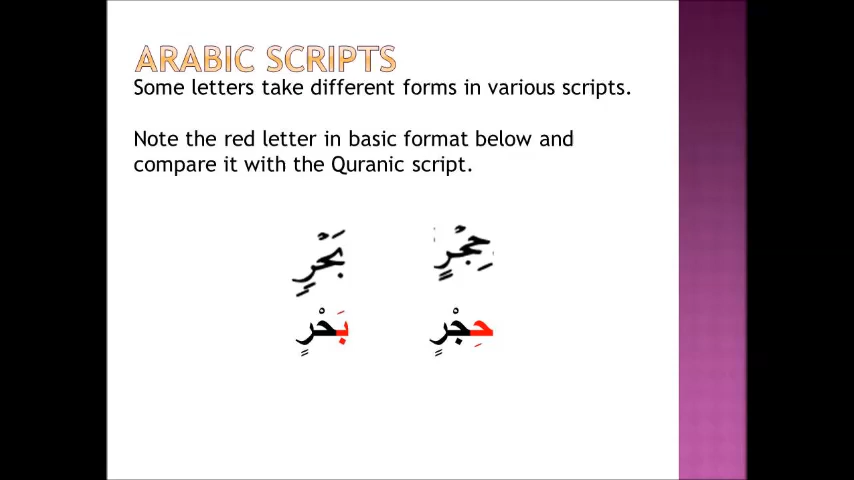 ARABIC SCRIPTS
Some letters take different forms in various scripts.
Note the red letter in basic format below and
compare it with the Quranic script.
حِجْرٍ بَحْرٍ
حِجْرٍ بَحْرٍ